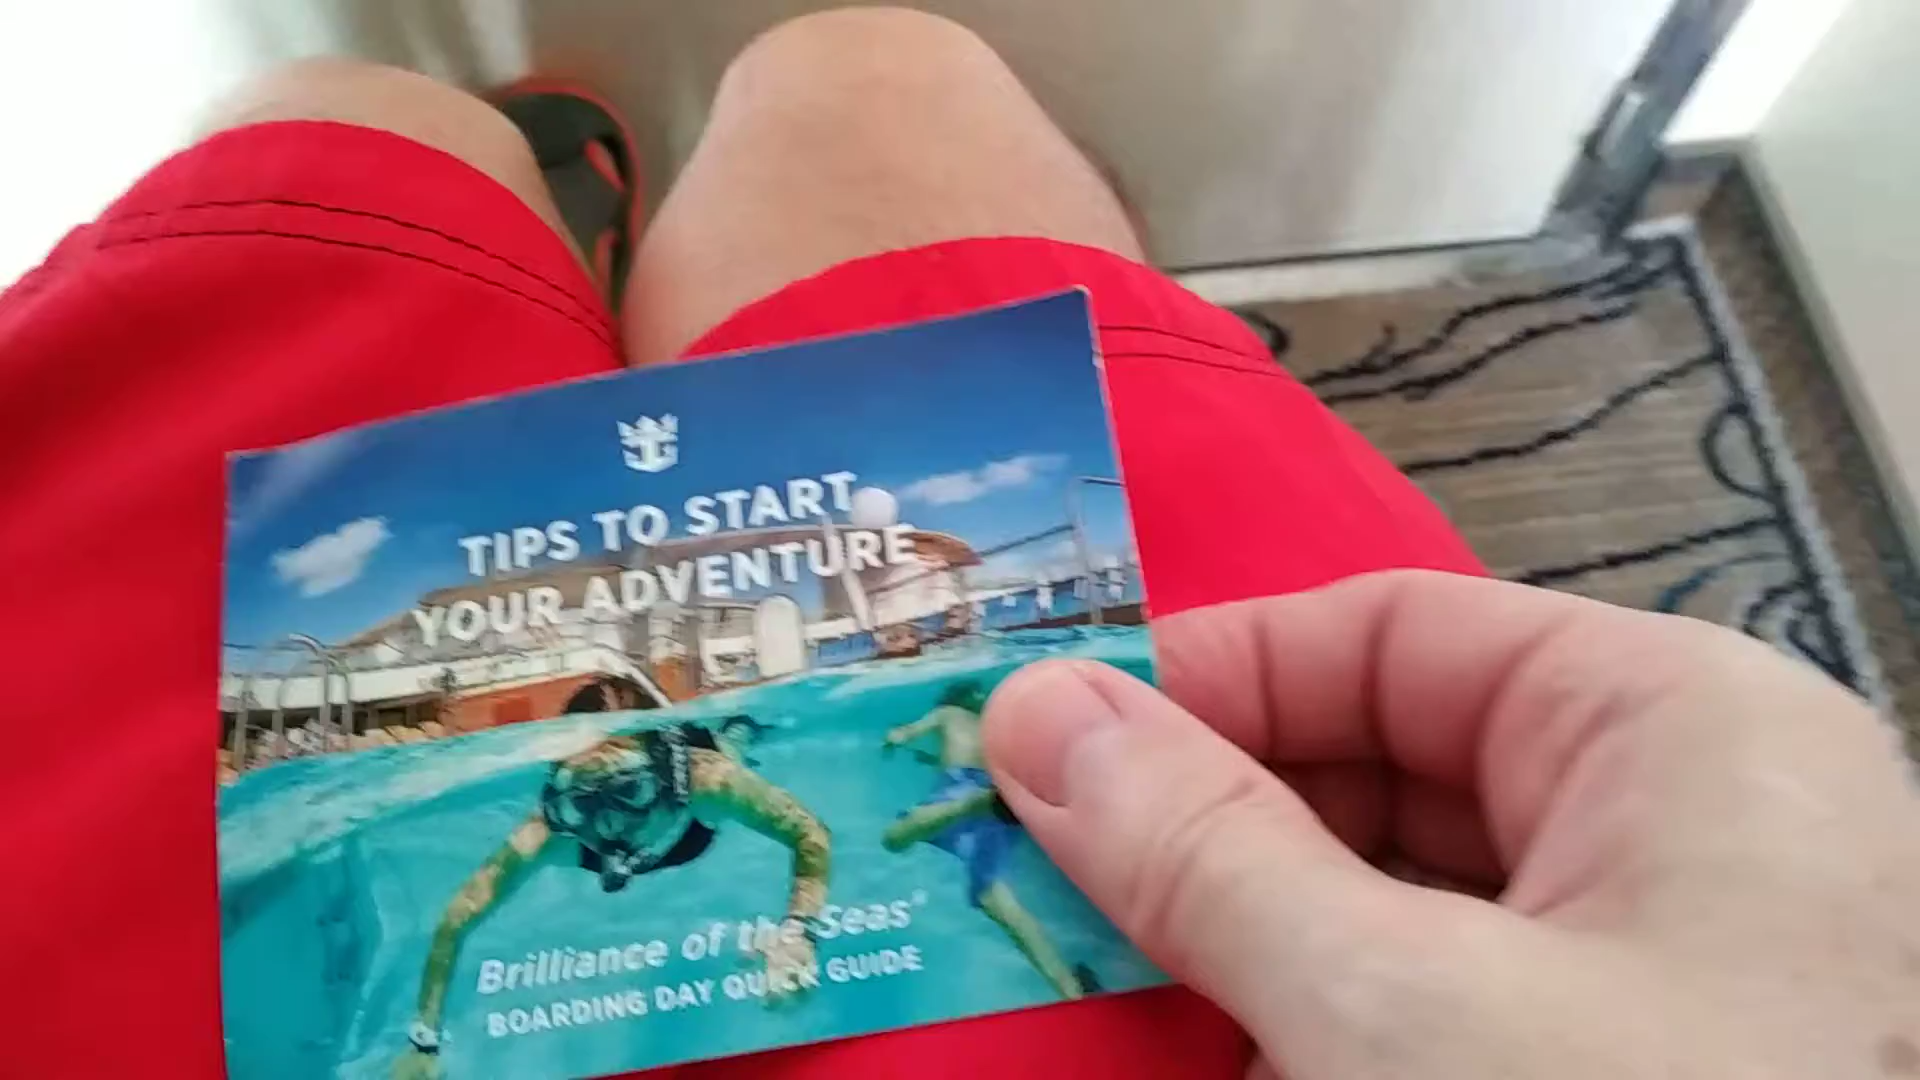 TIPS TO START
YOUR ADVENTURE
Brilliance of the Seas®
BOARDING DAY QUICK GUIDE